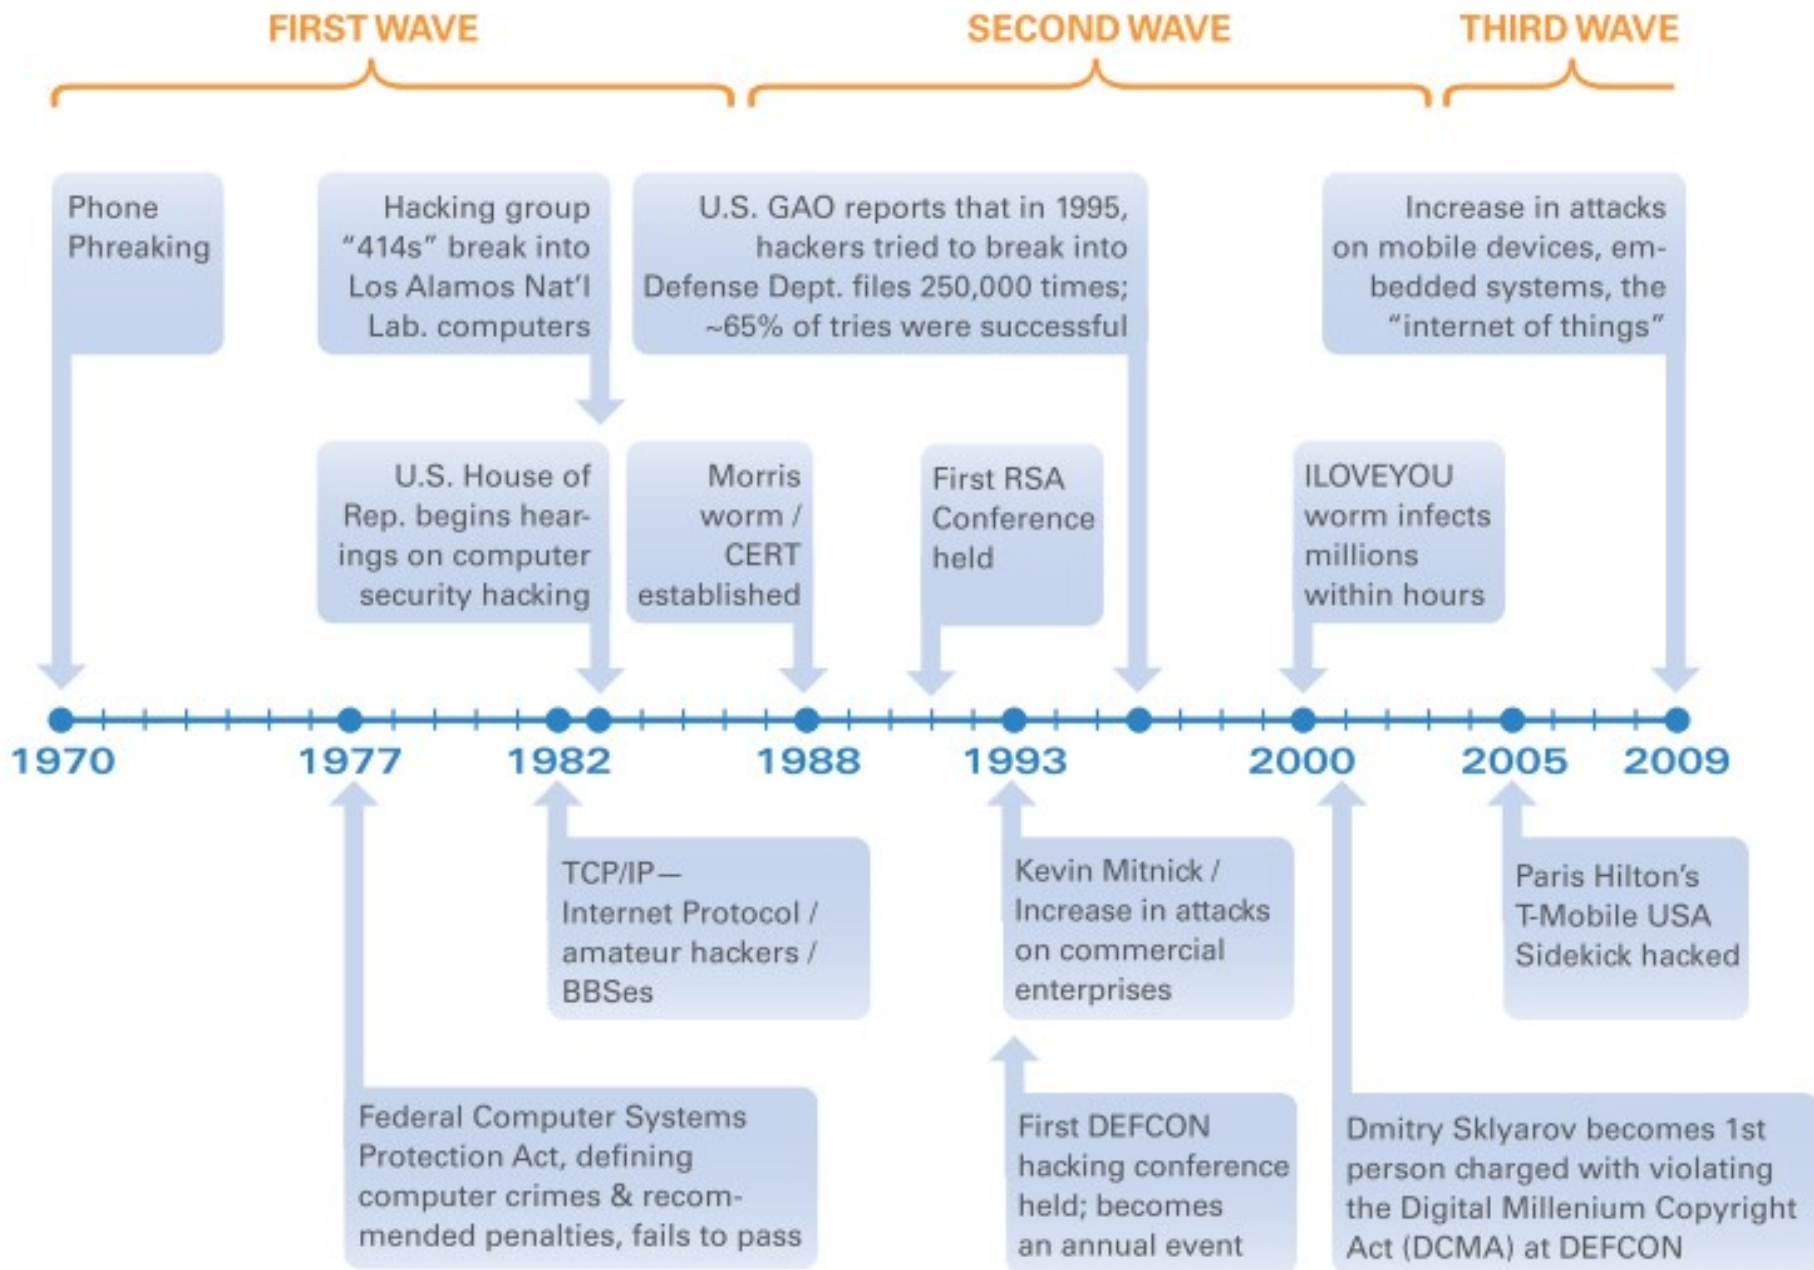 FIRST WAVE
SECOND WAVE
THIRD WAVE
Phone
Phreaking
Hacking group
“414s” break into
Los Alamos Nat’l
Lab. computers
U.S. GAO reports that in 1995,
hackers tried to break into
Defense Dept. files 250,000 times;
~65% of tries were successful
Increase in attacks
on mobile devices, em-
bedded systems, the
“internet of things”
U.S. House of
Rep. begins hear-
ings on computer
security hacking
Morris
worm /
CERT
established
First RSA
Conference
held
ILOVEYOU
worm infects
millions
within hours
1970
1977
1982
1988
1993
2000
2005
2009
TCP/IP—
Internet Protocol /
amateur hackers /
BBSes
Kevin Mitnick /
Increase in attacks
on commercial
enterprises
Paris Hilton’s
T-Mobile USA
Sidekick hacked
Federal Computer Systems
Protection Act, defining
computer crimes & recom-
mended penalties, fails to pass
First DEFCON
hacking conference
held; becomes
an annual event
Dmitry Sklyarov becomes 1st
person charged with violating
the Digital Millenium Copyright
Act (DCMA) at DEFCON